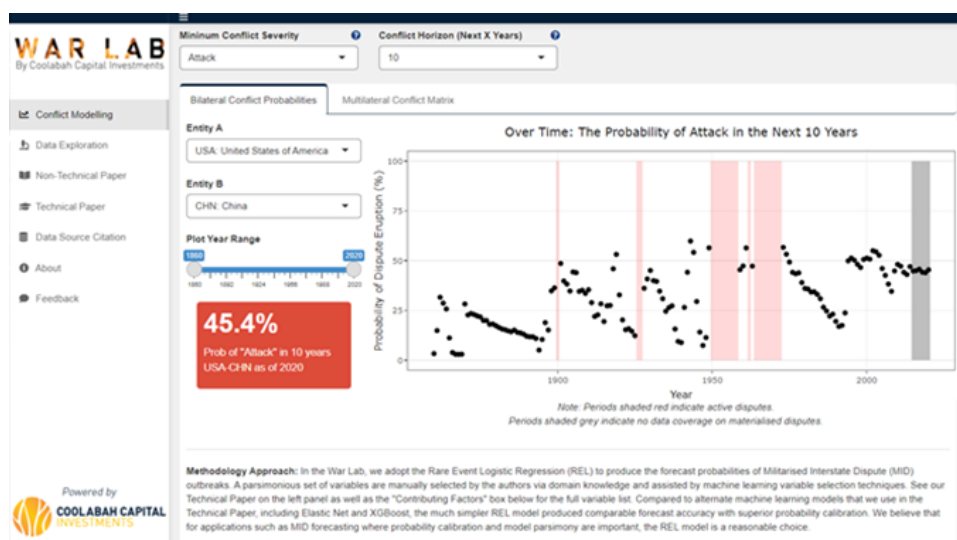 WAR LAB
By Coolabah Capital Investments
Conflict Modelling
Data Exploration
Non-Technical Paper
Technical Paper
Data Source Citation
About
Feedback
Powered by
COOLABAH CAPITAL
INVESTMENTS
Mininum Conflict Severity
Conflict Horizon (Next X Years)
Attack
10
Bilateral Conflict Probabilities
Multilateral Conflict Matrix
Entity A
USA: United States of America
Entity B
CHN: China
Plot Year Range
1860
2020
1860 1892 1924 1956 1988 2020
45.4%
Prob of "Attack" in 10 years
USA-CHN as of 2020
Over Time: The Probability of Attack in the Next 10 Years
Probability of Dispute Eruption (%)
100
75
50
25
0
1900 1950 2000
Year
Note: Periods shaded red indicate active disputes.
Periods shaded grey indicate no data coverage on materialised disputes.
Methodology Approach: In the War Lab, we adopt the Rare Event Logistic Regression (REL) to produce the forecast probabilities of Militarised Interstate Dispute (MID)
outbreaks. A parsimonious set of variables are manually selected by the authors via domain knowledge and assisted by machine learning variable selection techniques. See our
Technical Paper on the left panel as well as the "Contributing Factors" box below for the full variable list. Compared to alternate machine learning models that we use in the
Technical Paper, including Elastic Net and XGBoost, the much simpler REL model produced comparable forecast accuracy with superior probability calibration. We believe that
for applications such as MID forecasting where probability calibration and model parsimony are important, the REL model is a reasonable choice.